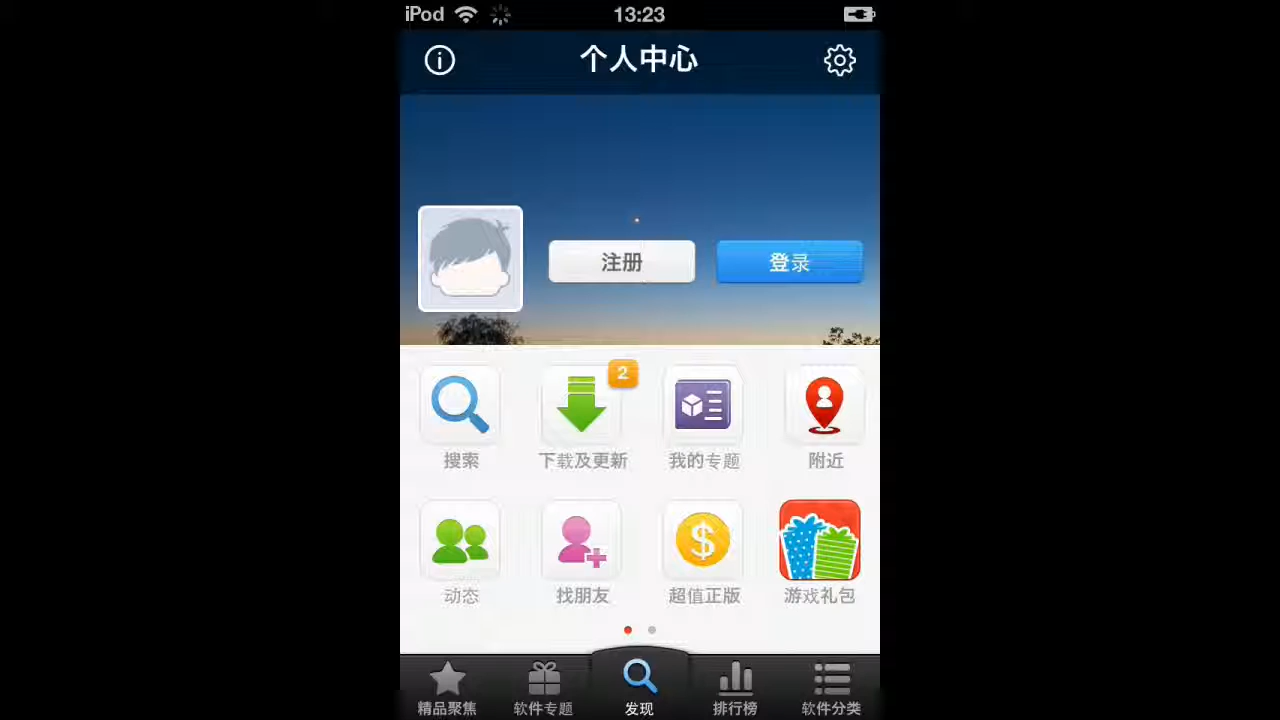 iPod 13:23
个人中心
注册 登录
2
搜索 下载及更新 我的专题 附近
动态 找朋友 超值正版 游戏礼包
精品聚焦 软件专题 发现 排行榜 软件分类